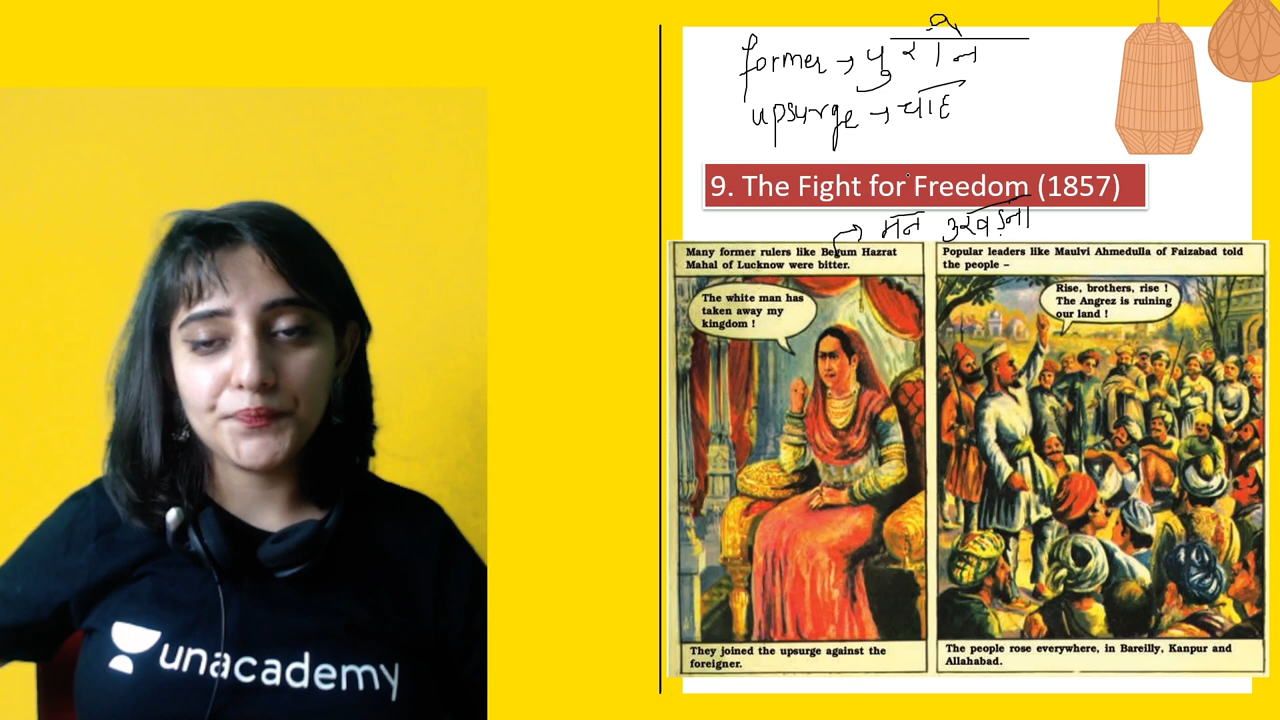 former → पुराने
upsurge → बाढ़
9. The Fight for Freedom (1857)
→ मन उखड़ना
Many former rulers like Begum Hazrat
Mahal of Lucknow were bitter.
The white man has
taken away my
kingdom !
They joined the upsurge against the
foreigner.
Popular leaders like Maulvi Ahmedulla of Faizabad told
the people –
Rise, brothers, rise !
The Angrez is ruining
our land !
The people rose everywhere, in Bareilly, Kanpur and
Allahabad.
unacademy